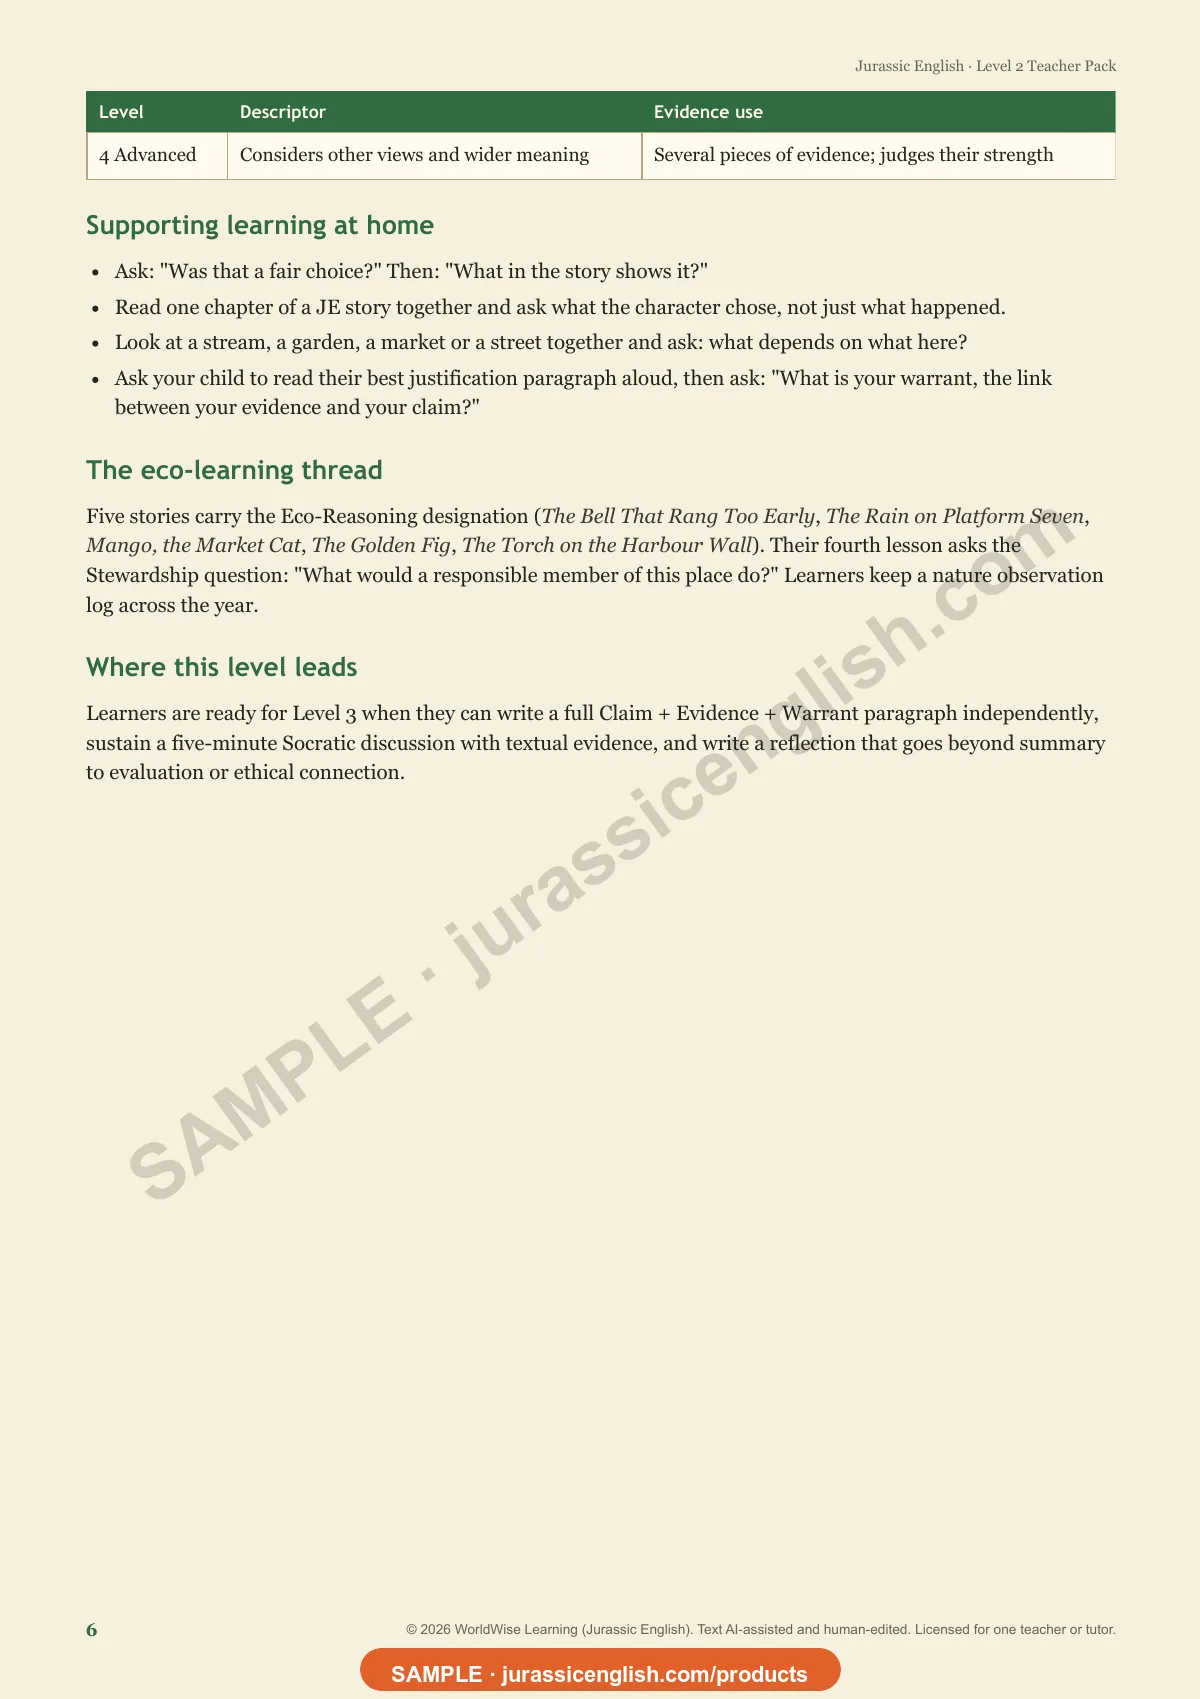 Jurassic English · Level 2 Teacher Pack
Level Descriptor Evidence use
4 Advanced Considers other views and wider meaning Several pieces of evidence; judges their strength
Supporting learning at home
• Ask: "Was that a fair choice?" Then: "What in the story shows it?"
• Read one chapter of a JE story together and ask what the character chose, not just what happened.
• Look at a stream, a garden, a market or a street together and ask: what depends on what here?
• Ask your child to read their best justification paragraph aloud, then ask: "What is your warrant, the link
between your evidence and your claim?"
The eco-learning thread
Five stories carry the Eco-Reasoning designation (The Bell That Rang Too Early, The Rain on Platform Seven,
Mango, the Market Cat, The Golden Fig, The Torch on the Harbour Wall). Their fourth lesson asks the
Stewardship question: "What would a responsible member of this place do?" Learners keep a nature observation
log across the year.
Where this level leads
Learners are ready for Level 3 when they can write a full Claim + Evidence + Warrant paragraph independently,
sustain a five-minute Socratic discussion with textual evidence, and write a reflection that goes beyond summary
to evaluation or ethical connection.
SAMPLE · jurassicenglish.com
6 © 2026 WorldWise Learning (Jurassic English). Text AI-assisted and human-edited. Licensed for one teacher or tutor.
SAMPLE · jurassicenglish.com/products